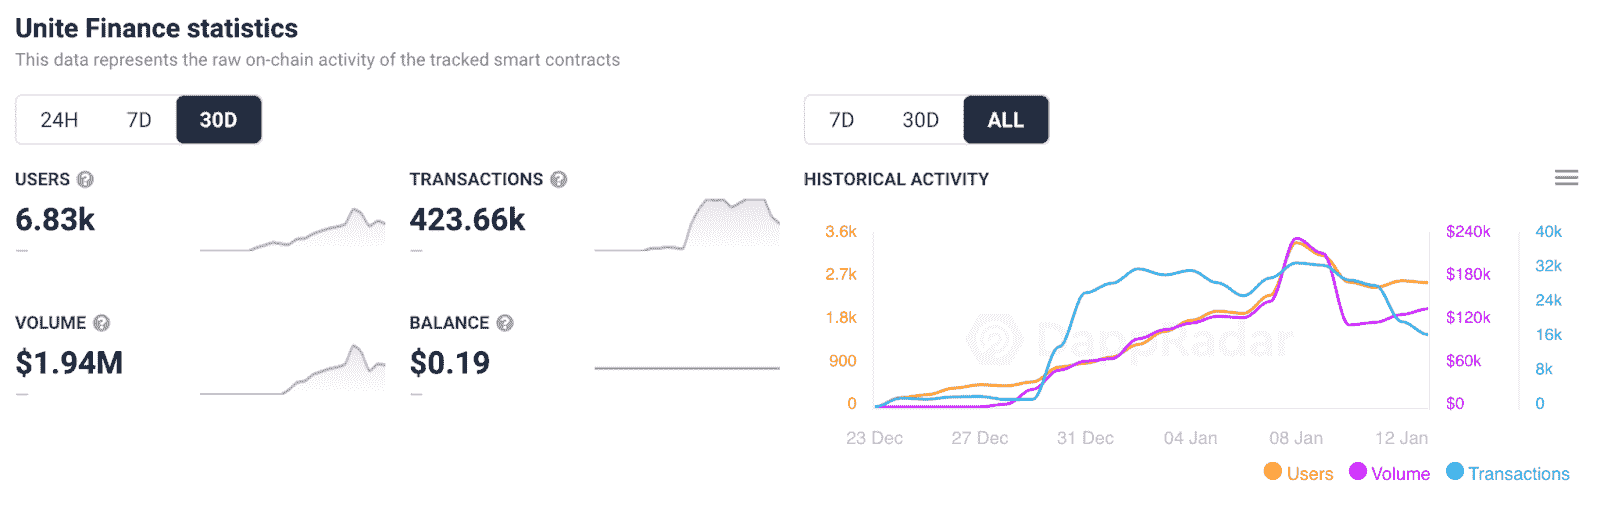 Unite Finance statistics
This data represents the raw on-chain activity of the tracked smart contracts
24H 7D 30D
7D 30D ALL
USERS ?
6.83k
—
TRANSACTIONS ?
423.66k
—
VOLUME ?
$1.94M
—
BALANCE ?
$0.19
—
HISTORICAL ACTIVITY
3.6k
2.7k
1.8k
900
0
$240k
$180k
$120k
$60k
$0
40k
32k
24k
16k
8k
0
DappRadar
23 Dec 27 Dec 31 Dec 04 Jan 08 Jan 12 Jan
Users Volume Transactions